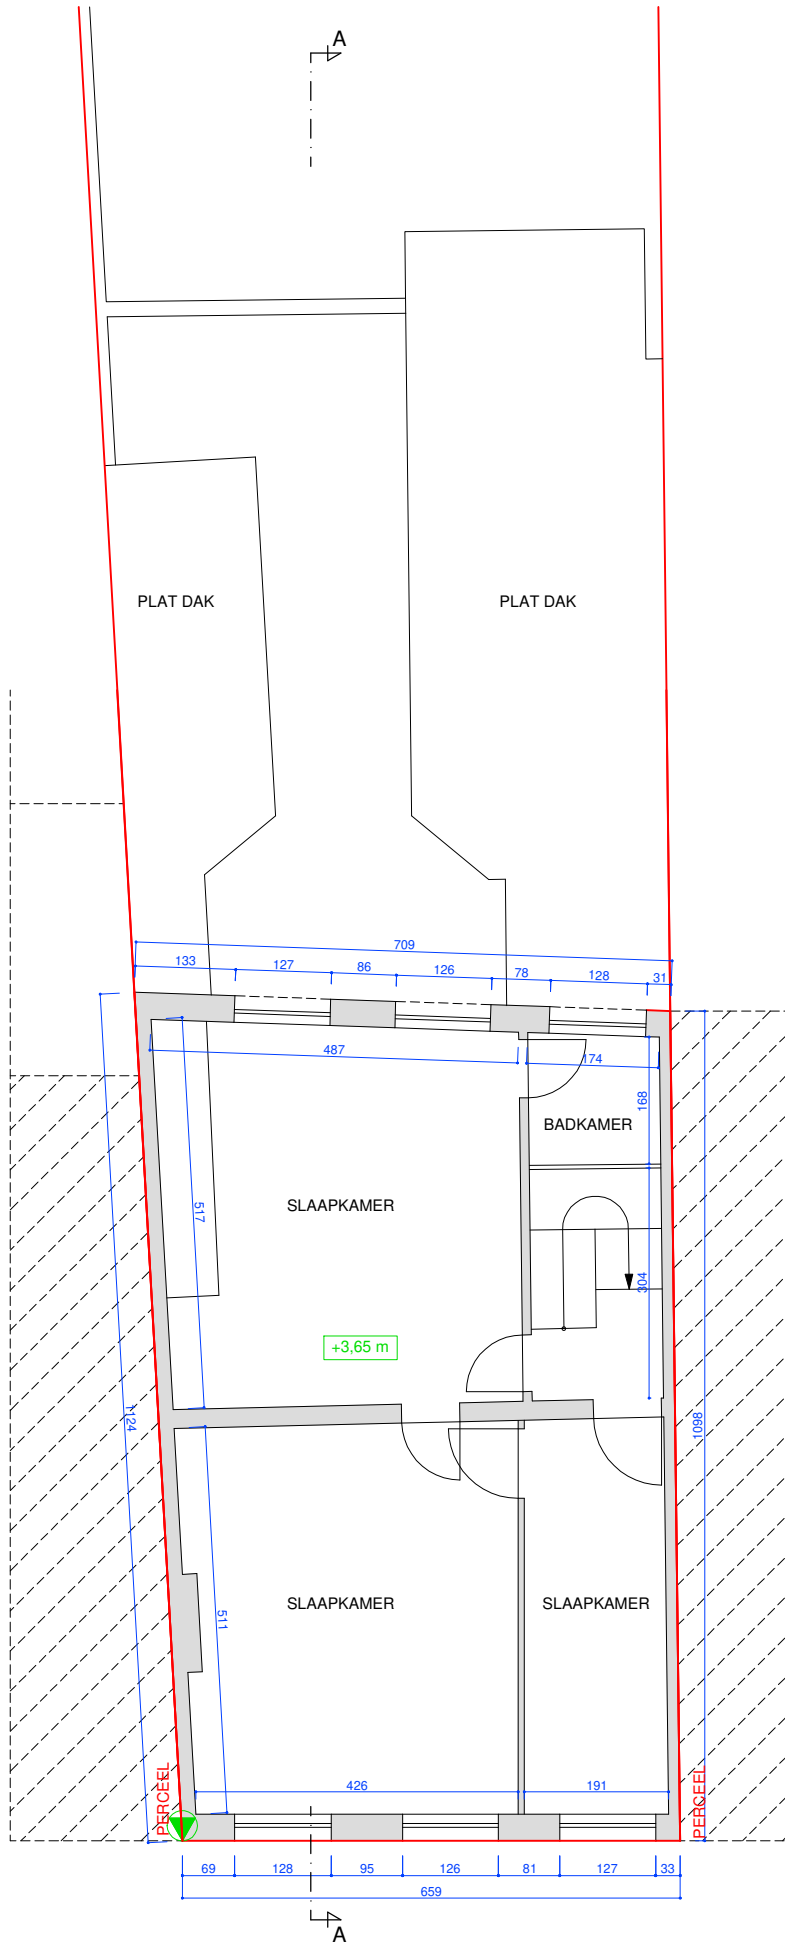 A
PLAT DAK
PLAT DAK
709
133
127
86
126
78
128
31
487
174
168
BADKAMER
517
SLAAPKAMER
304
+3,65 m
1124
1098
511
SLAAPKAMER
SLAAPKAMER
426
191
PERCEEL
PERCEEL
69
128
95
126
81
127
33
659
A